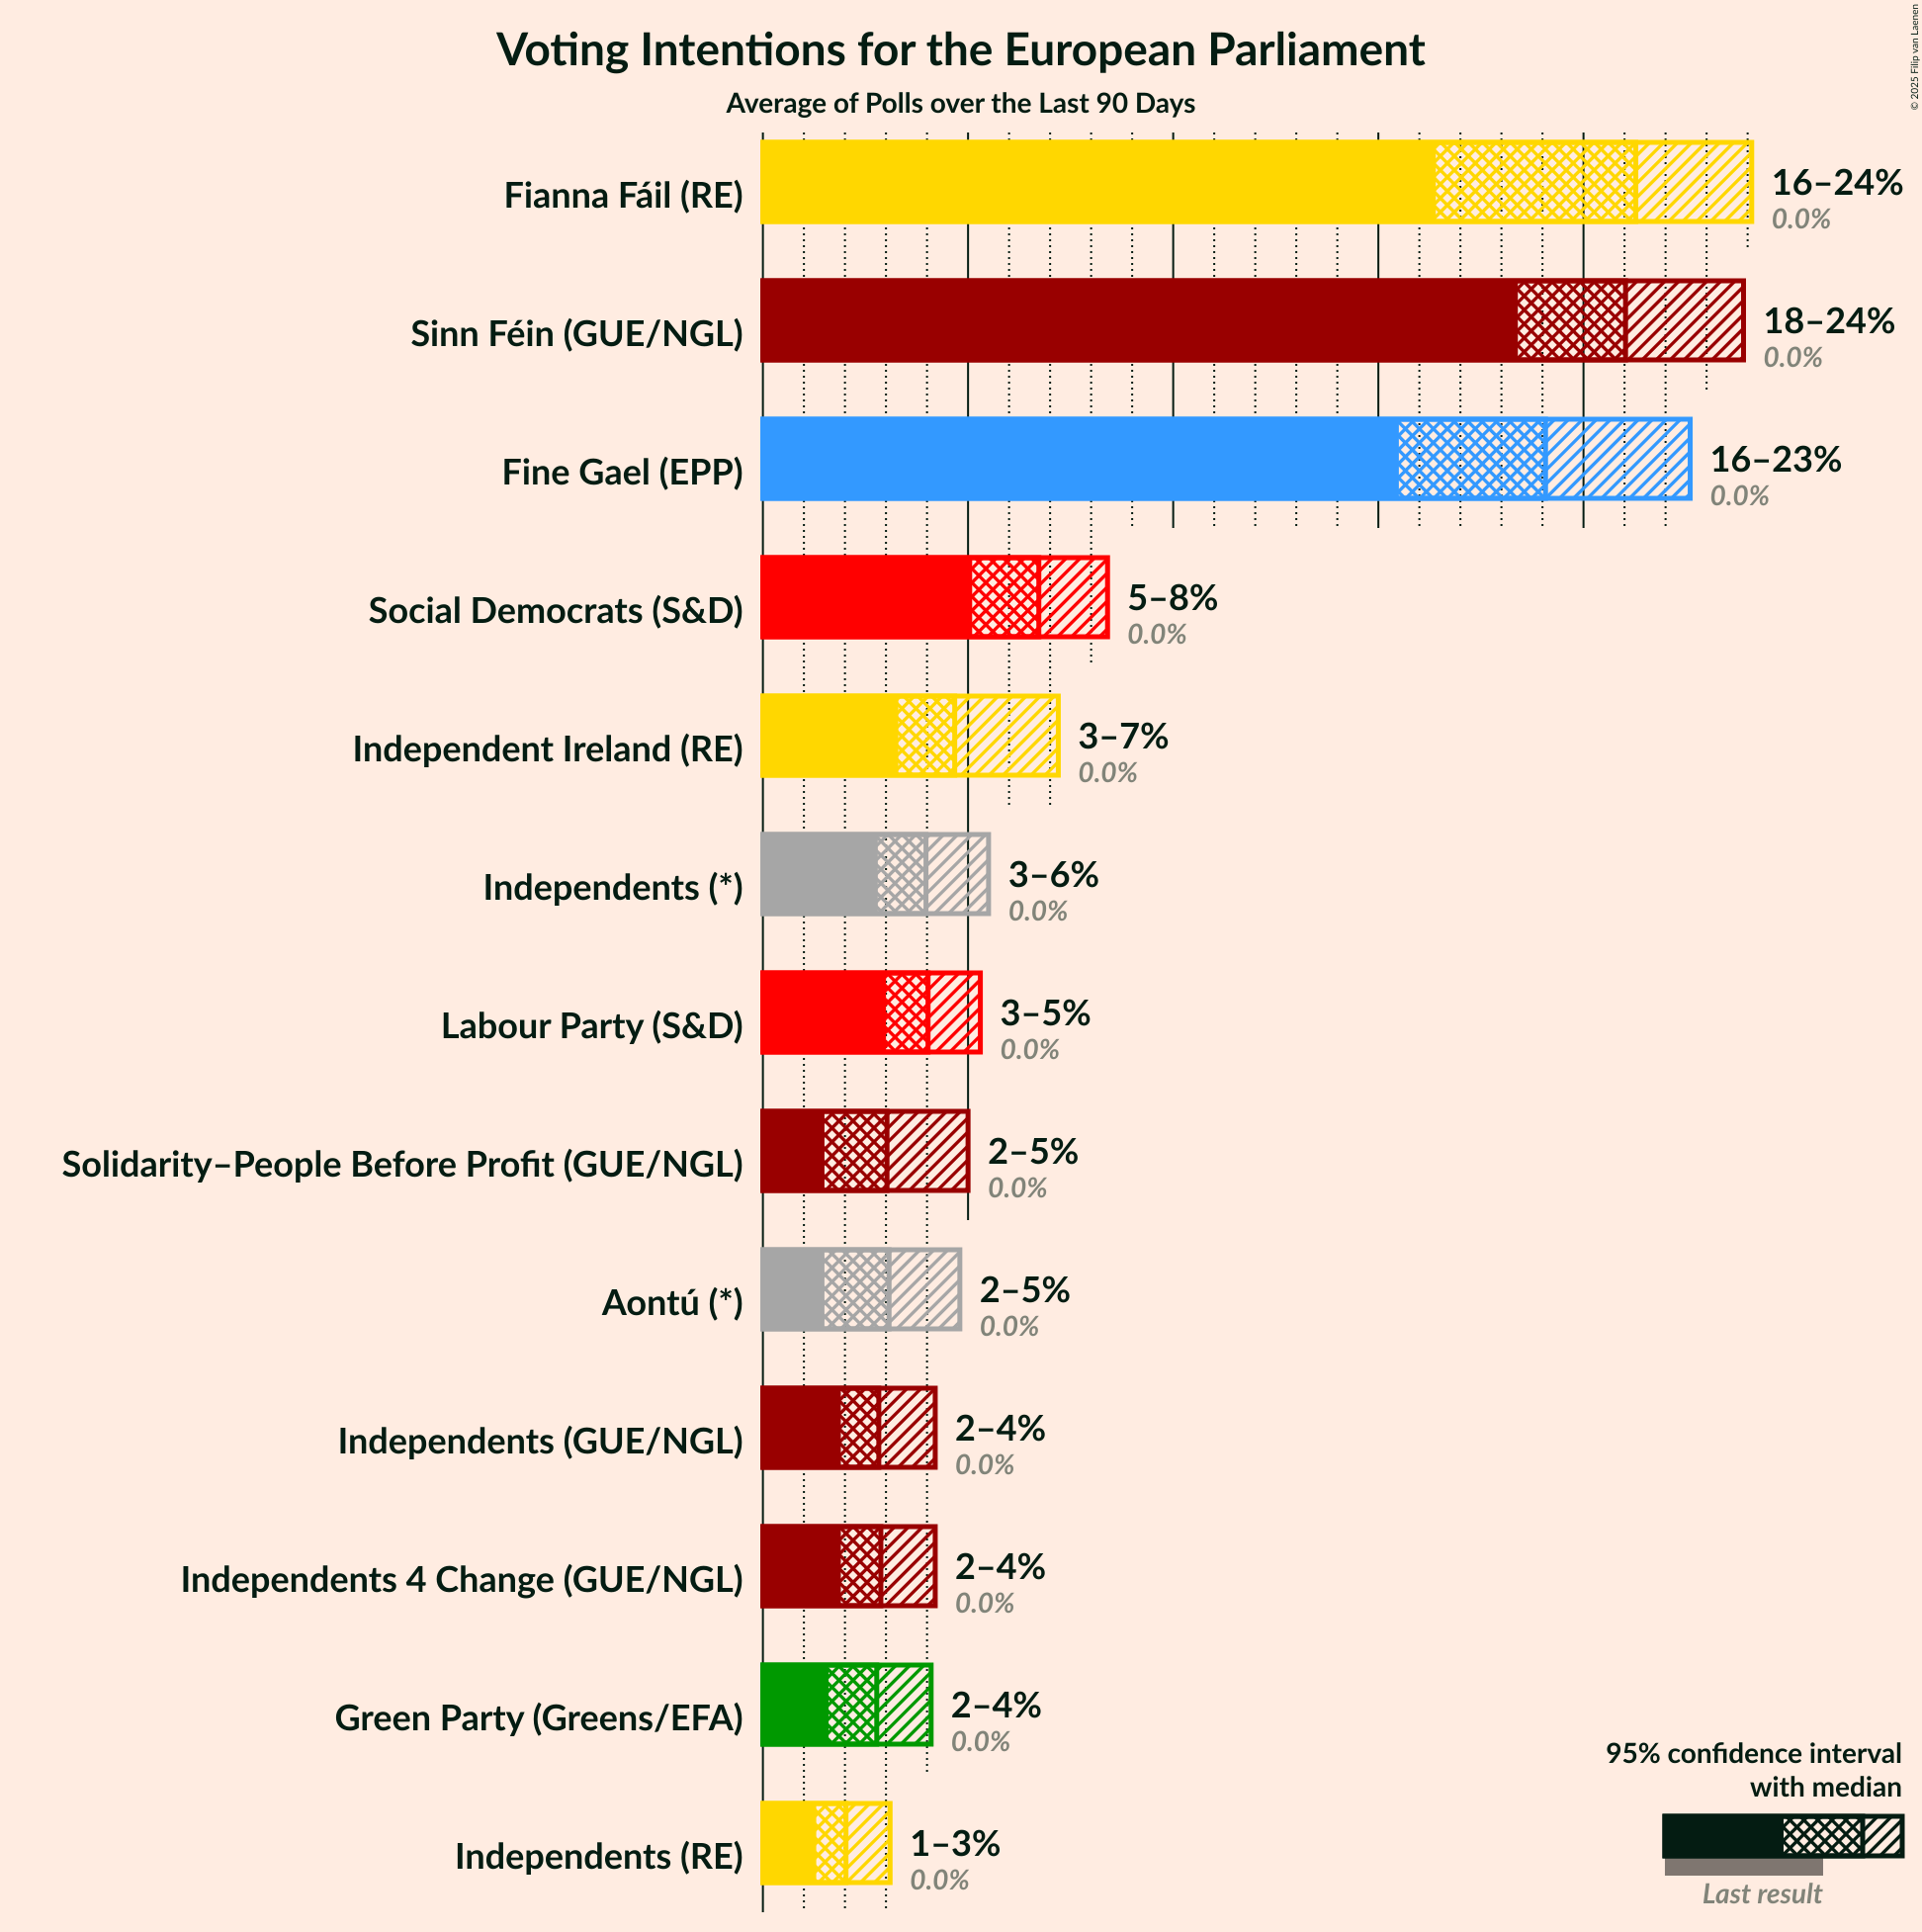 Voting Intentions for the European Parliament
Average of Polls over the Last 90 Days
© 2025 Filip van Laenen
Fianna Fáil (RE)
16–24%
0.0%
Sinn Féin (GUE/NGL)
18–24%
0.0%
Fine Gael (EPP)
16–23%
0.0%
Social Democrats (S&D)
5–8%
0.0%
Independent Ireland (RE)
3–7%
0.0%
Independents (*)
3–6%
0.0%
Labour Party (S&D)
3–5%
0.0%
Solidarity–People Before Profit (GUE/NGL)
2–5%
0.0%
Aontú (*)
2–5%
0.0%
Independents (GUE/NGL)
2–4%
0.0%
Independents 4 Change (GUE/NGL)
2–4%
0.0%
Green Party (Greens/EFA)
2–4%
0.0%
Independents (RE)
1–3%
0.0%
95% confidence interval
with median
Last result